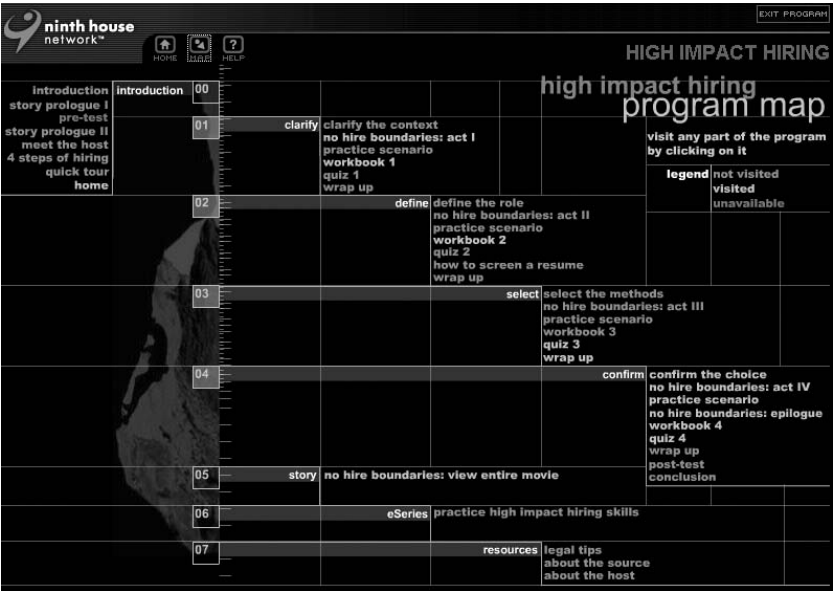 EXIT PROGRAM
ninth house
network™
HOME MAP HELP
HIGH IMPACT HIRING
high impact hiring
program map
visit any part of the program
by clicking on it
legend not visited
visited
unavailable
introduction
story prologue I
pre-test
story prologue II
meet the host
4 steps of hiring
quick tour
home
introduction 00
01 clarify
clarify the context
no hire boundaries: act I
practice scenario
workbook 1
quiz 1
wrap up
02 define
define the role
no hire boundaries: act II
practice scenario
workbook 2
quiz 2
how to screen a resume
wrap up
03 select
select the methods
no hire boundaries: act III
practice scenario
workbook 3
quiz 3
wrap up
04 confirm
confirm the choice
no hire boundaries: act IV
practice scenario
no hire boundaries: epilogue
workbook 4
quiz 4
wrap up
post-test
conclusion
05 story no hire boundaries: view entire movie
06 eSeries practice high impact hiring skills
07 resources
legal tips
about the source
about the host